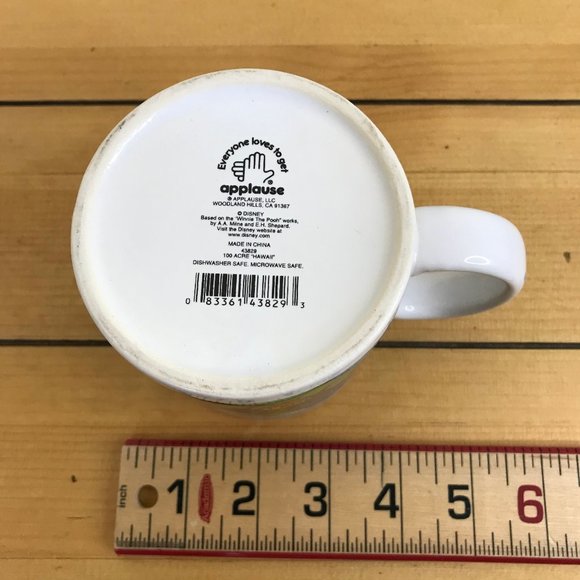 Everyone loves to get
applause®
℗ APPLAUSE, LLC
WOODLAND HILLS, CA 91367
© DISNEY
Based on the "Winnie The Pooh" works,
by A.A. Milne and E.H. Shepard.
Visit the Disney website at
www.disney.com
MADE IN CHINA
43829
100 ACRE "HAWAII"
DISHWASHER SAFE. MICROWAVE SAFE.
0 83361 43829 3
inch 1 2 3 4 5 6